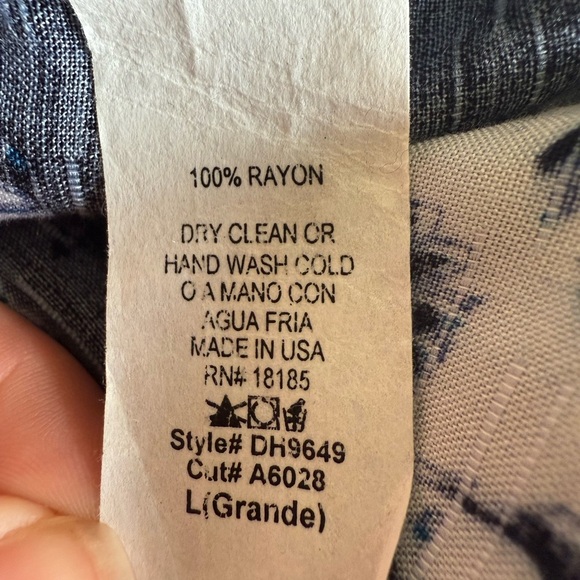 100% RAYON
DRY CLEAN OR
HAND WASH COLD
O A MANO CON
AGUA FRIA
MADE IN USA
RN# 18185
Style# DH9649
Cut# A6028
L(Grande)